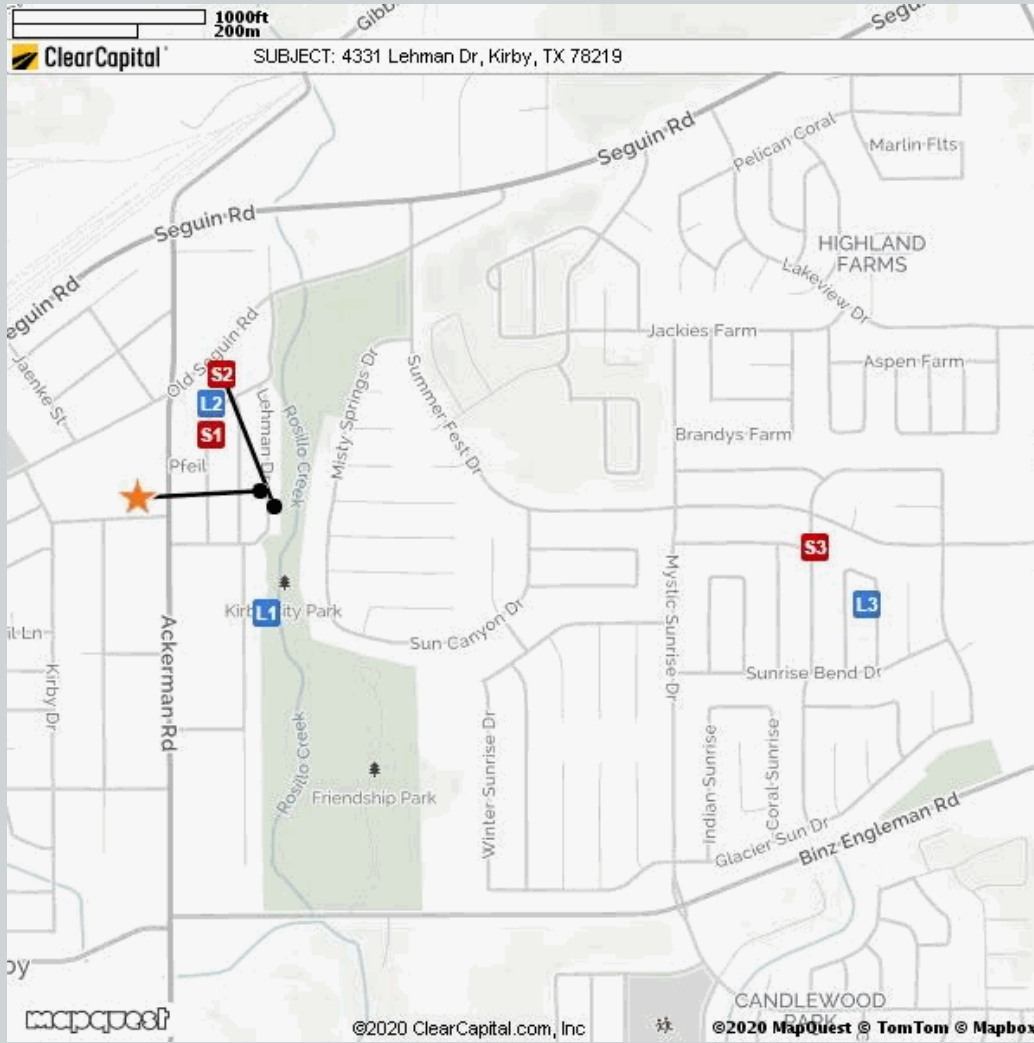 1000ft
200m
Segu
ClearCapital
SUBJECT: 4331 Lehman Dr, Kirby, TX 78219
Seguin Rd
Pelican Coral
Marlin Flts
Seguin Rd
HIGHLAND
FARMS
Lakeview Dr
Jackies Farm
Aspen Farm
Jaenke St
Old Seguin Rd
S2
L2
S1
Lehman D
Rosillo Creek
Misty Springs Dr
Summer Fest Dr
Brandys Farm
Pfeil
S3
L3
L1
Sun Canyon Dr
Mystic Sunrise Dr
Sunrise Bend Dr
Kirby Dr
Ackerman Rd
Rosillo Creek
Friendship Park
Winter Sunrise Dr
Indian Sunrise
Coral Sunrise
Glacier Sun Dr
Binz Engleman Rd
CANDLEWOOD
PARK
mapquest
©2020 ClearCapital.com, Inc
©2020 MapQuest © TomTom © Mapbox